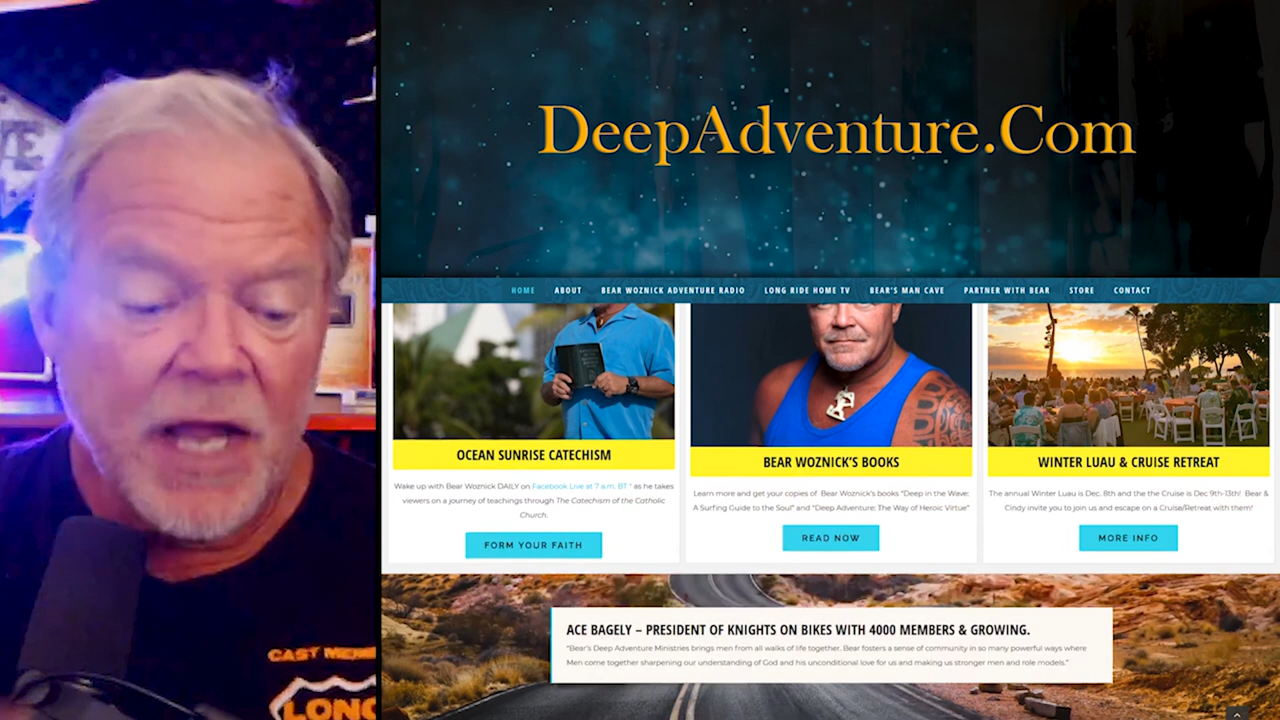 DeepAdventure.Com
HOME ABOUT BEAR WOZNICK ADVENTURE RADIO LONG RIDE HOME TV BEAR'S MAN CAVE PARTNER WITH BEAR STORE CONTACT
OCEAN SUNRISE CATECHISM
Wake up with Bear Woznick DAILY on Facebook Live at 7 a.m. BT * as he takes
viewers on a journey of teachings through The Catechism of the Catholic
Church.
FORM YOUR FAITH
BEAR WOZNICK'S BOOKS
Learn more and get your copies of Bear Woznick's books "Deep in the Wave:
A Surfing Guide to the Soul" and "Deep Adventure: The Way of Heroic Virtue"
READ NOW
WINTER LUAU & CRUISE RETREAT
The annual Winter Luau is Dec. 8th and the the Cruise is Dec 9th-13th! Bear &
Cindy invite you to join us and escape on a Cruise/Retreat with them!
MORE INFO
ACE BAGELY – PRESIDENT OF KNIGHTS ON BIKES WITH 4000 MEMBERS & GROWING.
"Bear's Deep Adventure Ministries brings men from all walks of life together. Bear fosters a sense of community in so many powerful ways where
Men come together sharpening our understanding of God and his unconditional love for us and making us stronger men and role models."
CAST MEM
LONG